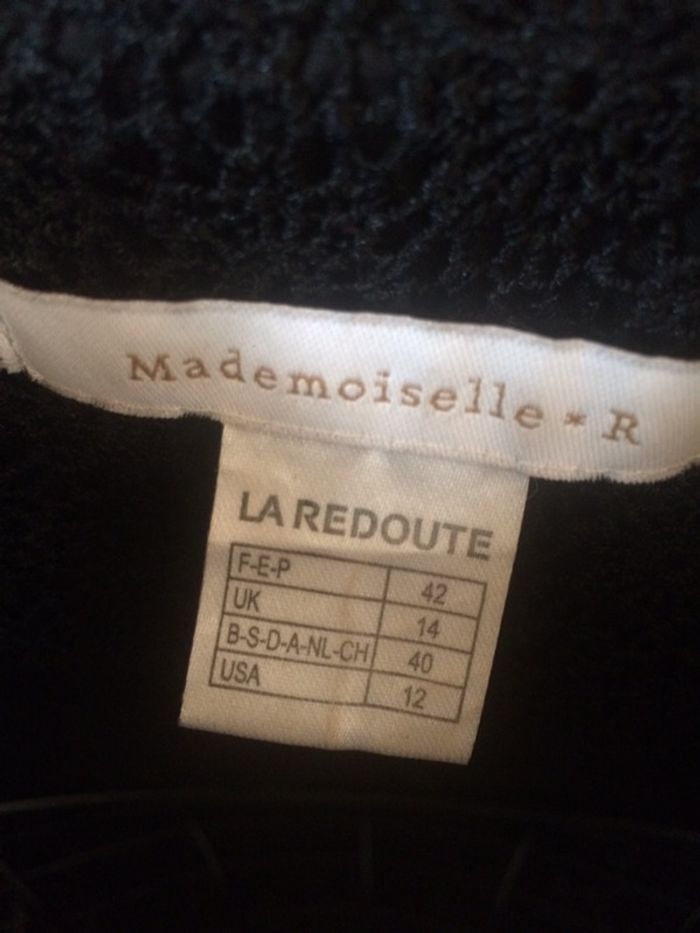 Mademoiselle * R
LA REDOUTE
F-E-P 42
UK 14
B-S-D-A-NL-CH 40
USA 12